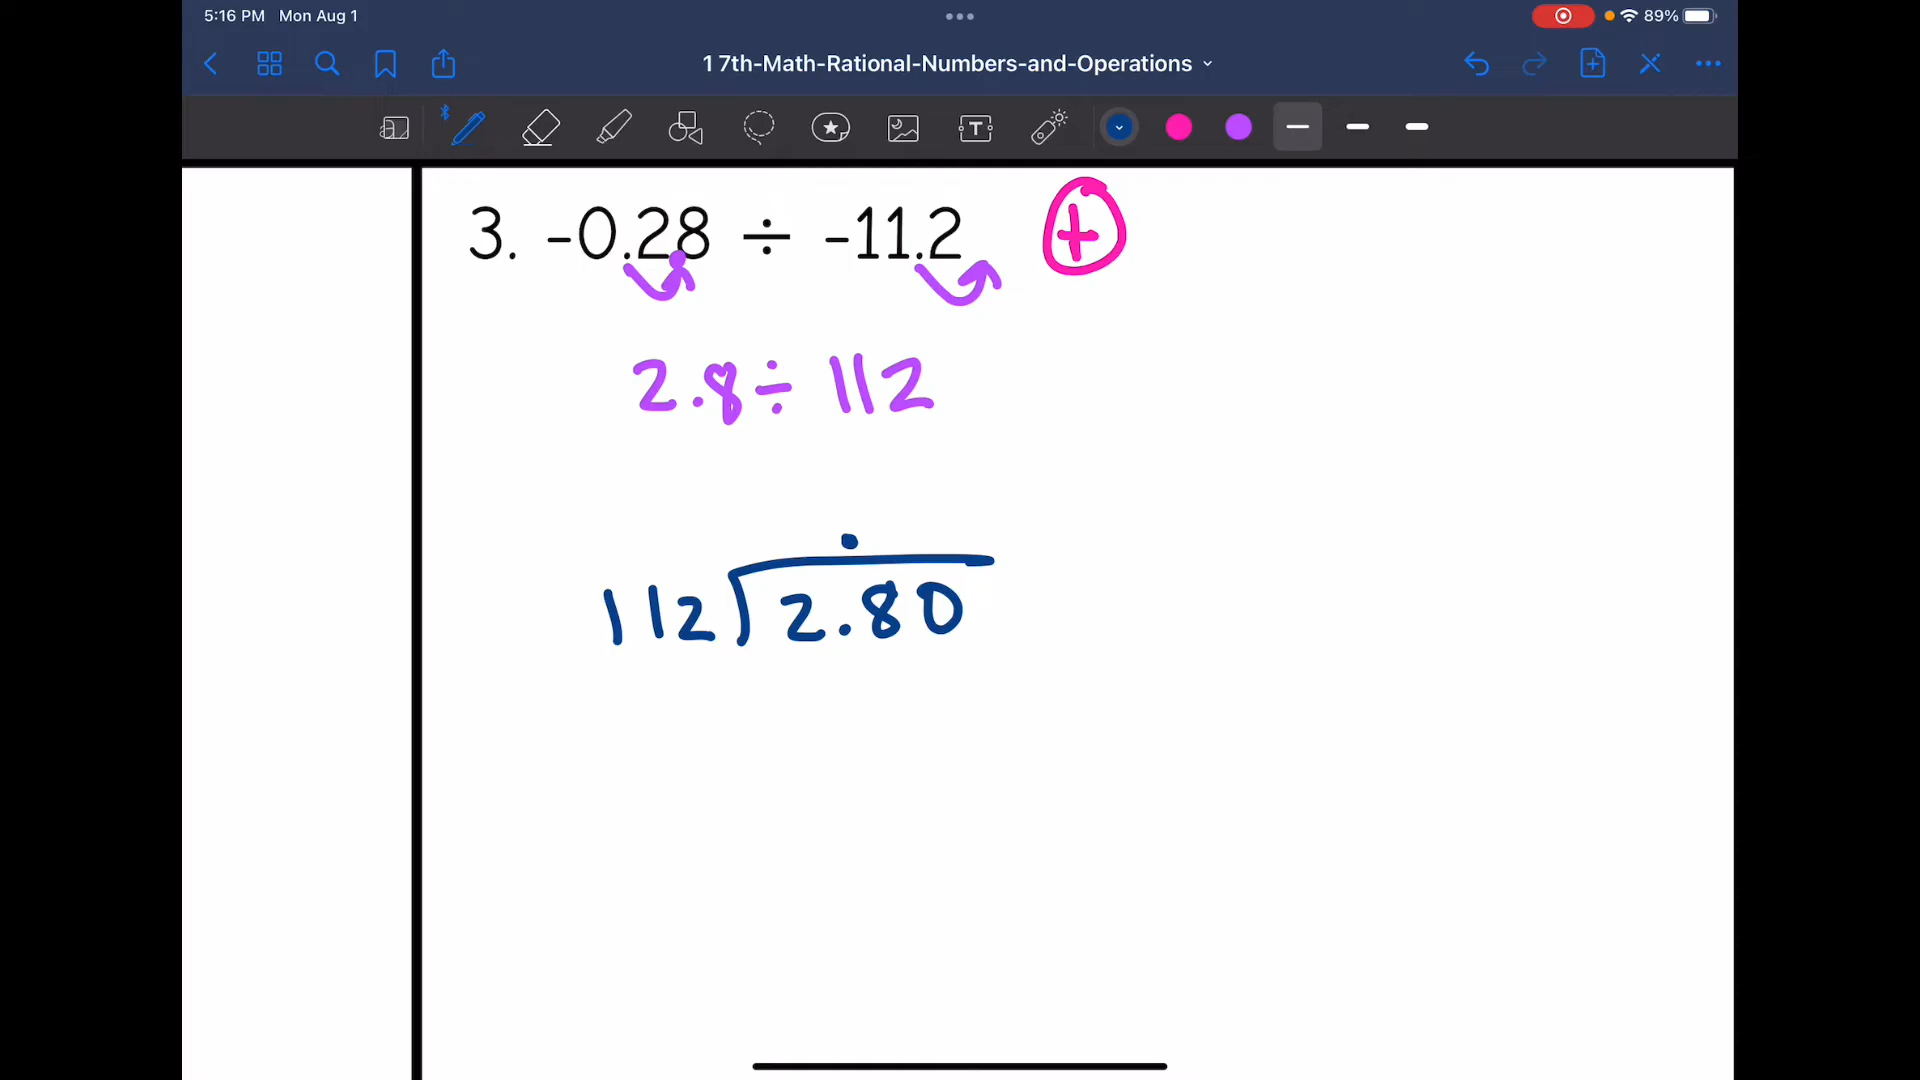 5:16 PM Mon Aug 1
89%
1 7th-Math-Rational-Numbers-and-Operations
3. -0.28 ÷ -11.2 +
2.8 ÷ 112
.
112 2.80